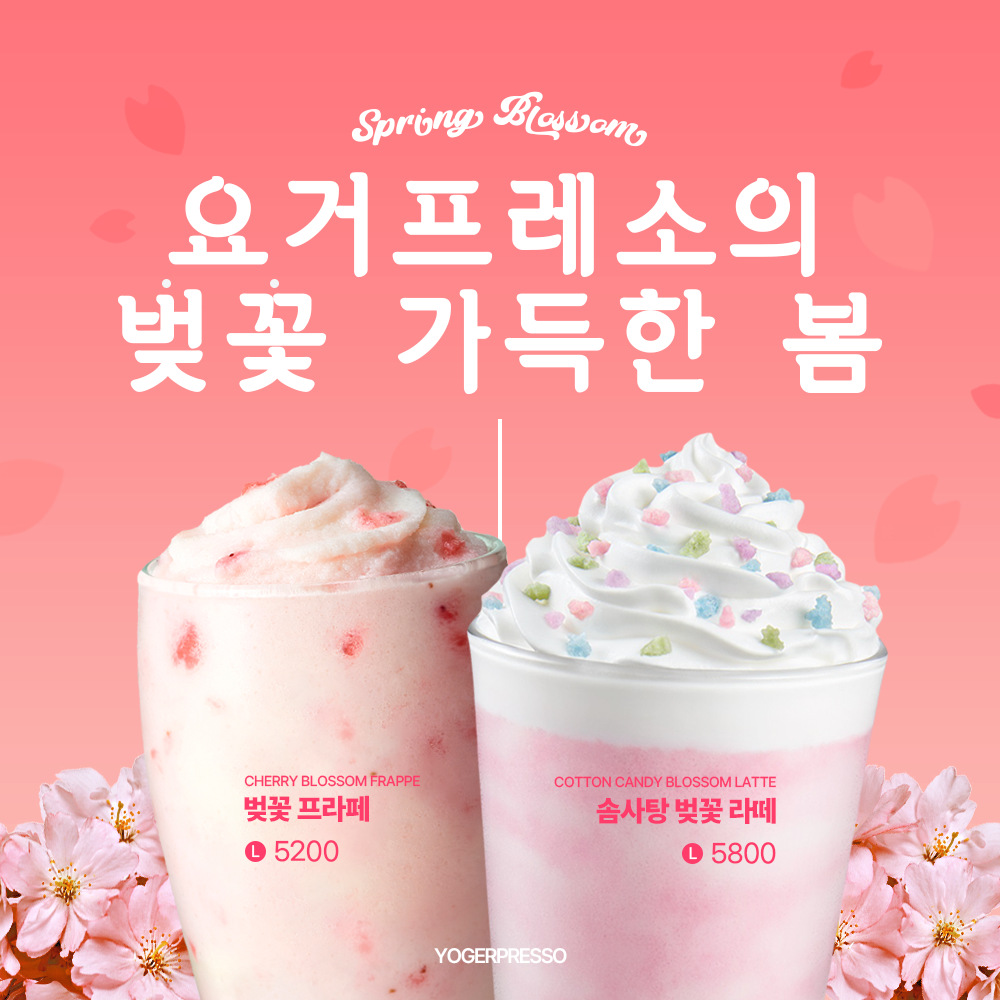 Spring Blossom
요거프레소의
벚꽃 가득한 봄
CHERRY BLOSSOM FRAPPE
벚꽃 프라페
L 5200
COTTON CANDY BLOSSOM LATTE
솜사탕 벚꽃 라떼
L 5800
YOGERPRESSO